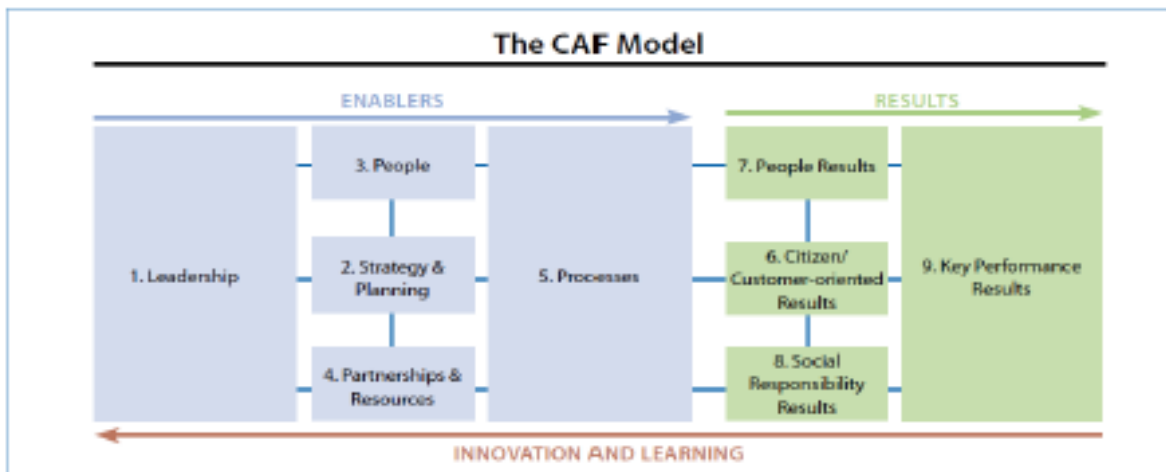 The CAF Model
ENABLERS
RESULTS
1. Leadership
3. People
2. Strategy &
Planning
4. Partnerships &
Resources
5. Processes
7. People Results
6. Citizen/
Customer-oriented
Results
8. Social
Responsibility
Results
9. Key Performance
Results
INNOVATION AND LEARNING